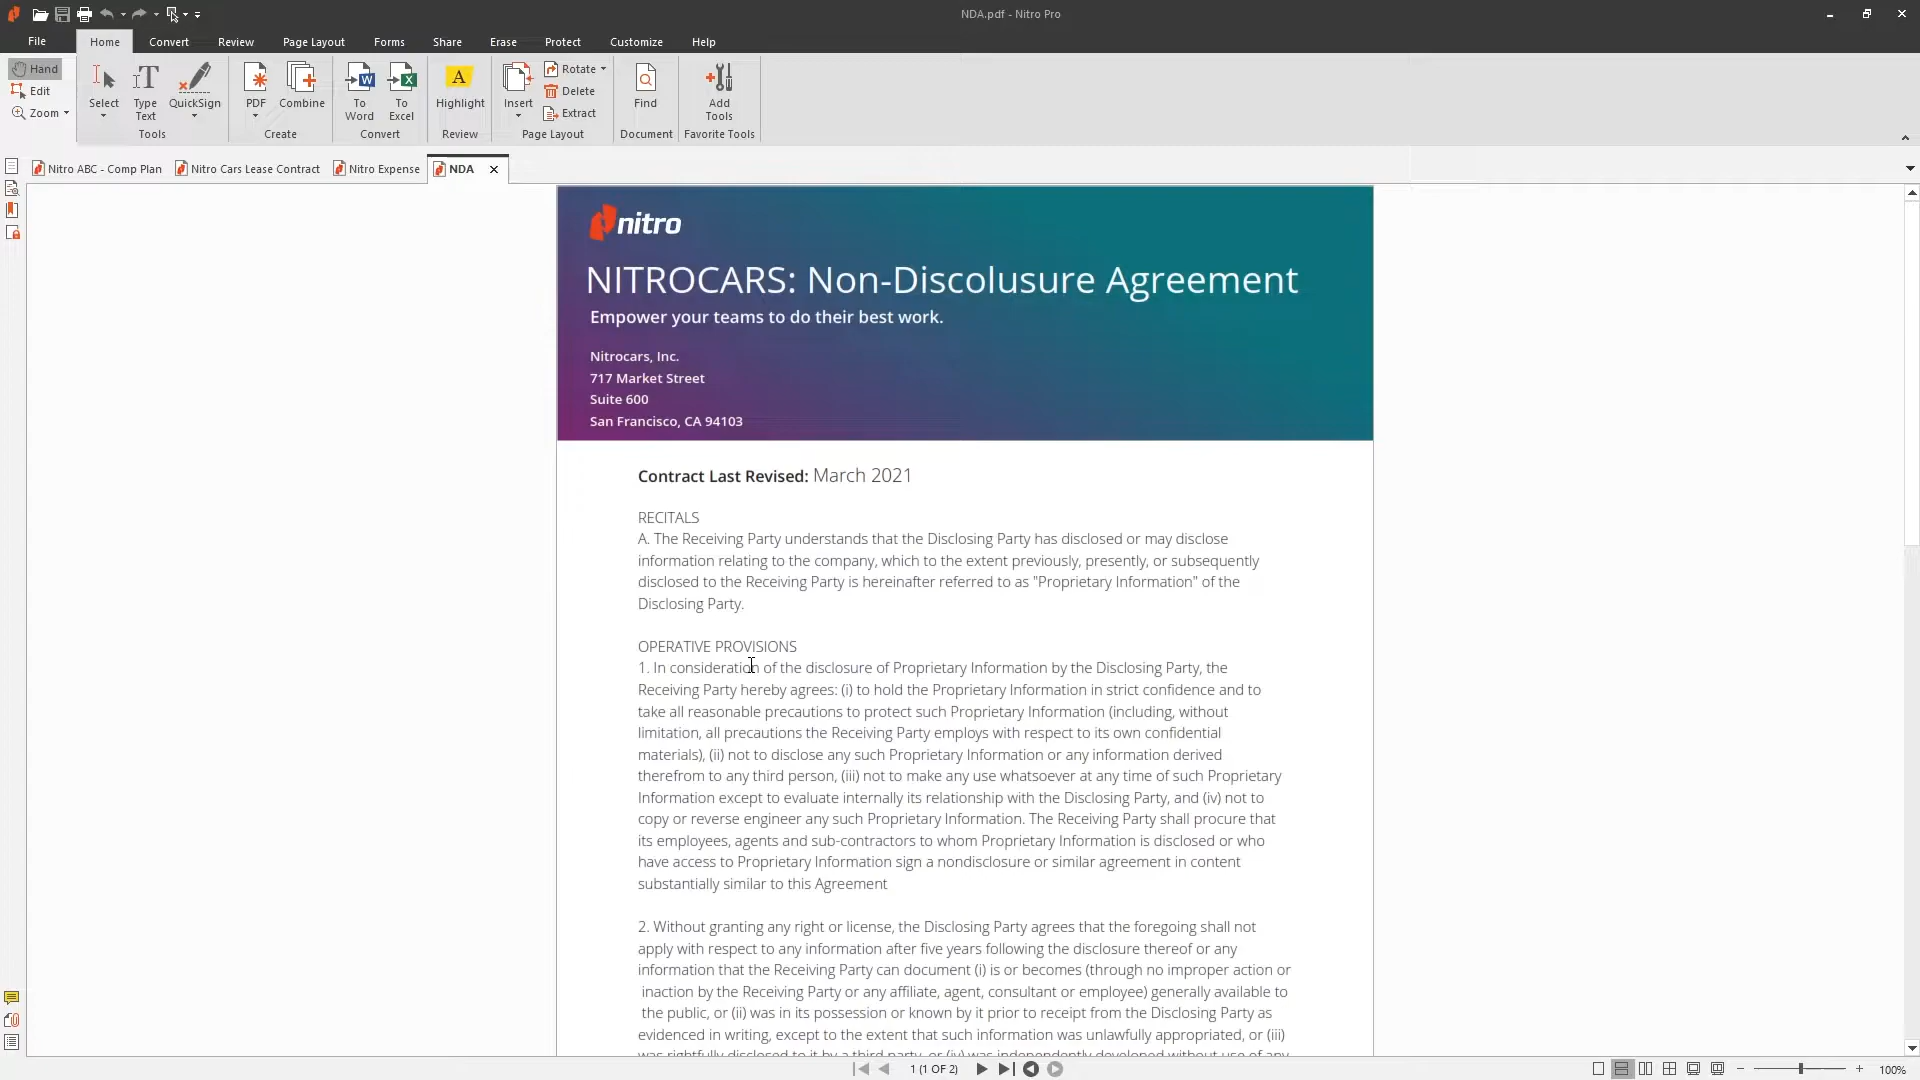 NDA.pdf - Nitro Pro
File Home Convert Review Page Layout Forms Share Erase Protect Customize Help
Hand
Edit
Zoom
Select
Type
Text
QuickSign
Tools
PDF
Combine
Create
To
Word
To
Excel
Convert
Highlight
Review
Insert
Rotate
Delete
Extract
Page Layout
Find
Document
Add
Tools
Favorite Tools
Nitro ABC - Comp Plan Nitro Cars Lease Contract Nitro Expense NDA
nitro
NITROCARS: Non-Discolusure Agreement
Empower your teams to do their best work.
Nitrocars, Inc.
717 Market Street
Suite 600
San Francisco, CA 94103
Contract Last Revised: March 2021
RECITALS
A. The Receiving Party understands that the Disclosing Party has disclosed or may disclose
information relating to the company, which to the extent previously, presently, or subsequently
disclosed to the Receiving Party is hereinafter referred to as "Proprietary Information" of the
Disclosing Party.
OPERATIVE PROVISIONS
1. In consideration of the disclosure of Proprietary Information by the Disclosing Party, the
Receiving Party hereby agrees: (i) to hold the Proprietary Information in strict confidence and to
take all reasonable precautions to protect such Proprietary Information (including, without
limitation, all precautions the Receiving Party employs with respect to its own confidential
materials), (ii) not to disclose any such Proprietary Information or any information derived
therefrom to any third person, (iii) not to make any use whatsoever at any time of such Proprietary
Information except to evaluate internally its relationship with the Disclosing Party, and (iv) not to
copy or reverse engineer any such Proprietary Information. The Receiving Party shall procure that
its employees, agents and sub-contractors to whom Proprietary Information is disclosed or who
have access to Proprietary Information sign a nondisclosure or similar agreement in content
substantially similar to this Agreement
2. Without granting any right or license, the Disclosing Party agrees that the foregoing shall not
apply with respect to any information after five years following the disclosure thereof or any
information that the Receiving Party can document (i) is or becomes (through no improper action or
inaction by the Receiving Party or any affiliate, agent, consultant or employee) generally available to
the public, or (ii) was in its possession or known by it prior to receipt from the Disclosing Party as
evidenced in writing, except to the extent that such information was unlawfully appropriated, or (iii)
was rightfully disclosed to it by a third party, or (iv) was independently developed without use of any
1 (1 OF 2)
100%